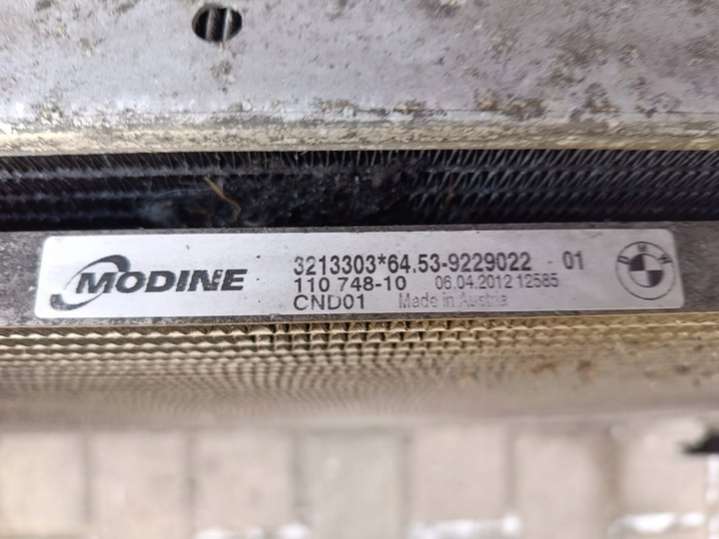 MODINE
3213303*64.53-9229022 - 01
110 748-10 06.04.2012 12585
CND01 Made in Austria
BMW